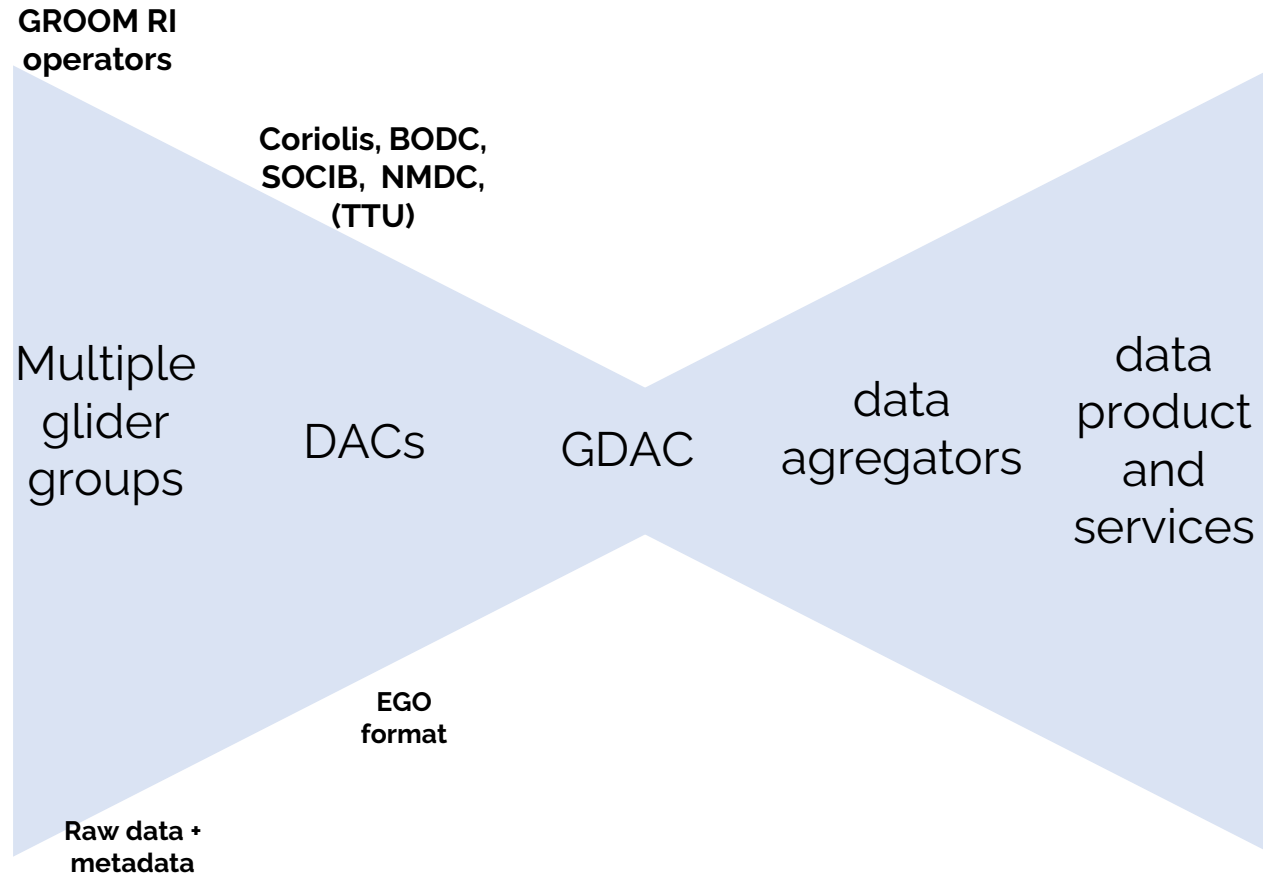 GROOM RI
operators
Coriolis, BODC,
SOCIB, NMDC,
(TTU)
Multiple
glider
groups
DACs
GDAC
data
agregators
data
product
and
services
EGO
format
Raw data +
metadata